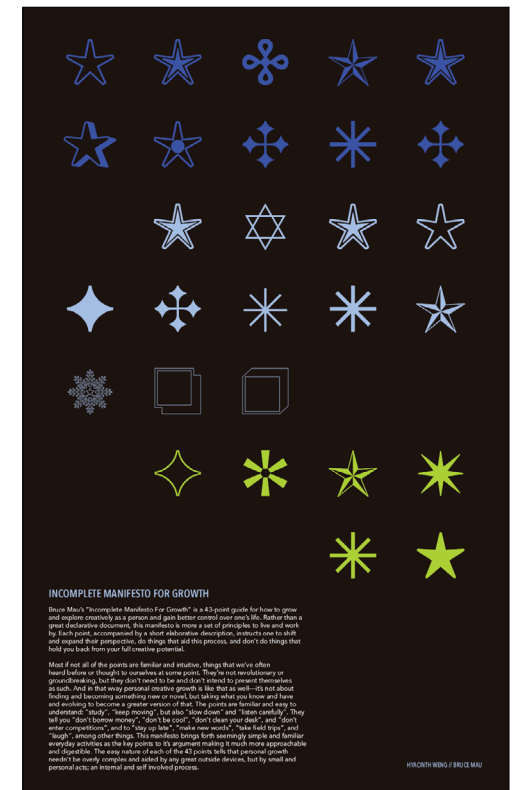 INCOMPLETE MANIFESTO FOR GROWTH
Bruce Mau's "Incomplete Manifesto For Growth" is a 43-point guide for how to grow
and explore creatively as a person and gain better control over one's life. Rather than a
great declarative document, this manifesto is more a set of principles to live and work
by. Each point, accompanied by a short elaborative description, instructs one to shift
and expand their perspective, do things that aid this process, and don't do things that
hold you back from your full creative potential.
Most if not all of the points are familiar and intuitive, things that we've often
heard before or thought to ourselves at some point. They're not revolutionary or
groundbreaking, but they don't need to be and don't intend to present themselves
as such. And in that wway personal creative growth is like that as well—it's not about
finding and becoming something new or novel, but taking what you know and have
and evolving to become a greater version of that. The points are familiar and easy to
understand: "study", "keep moving", but also "slow down" and "listen carefully". They
tell you "don't borrow money", "don't be cool", "don't clean your desk", and "don't
enter competitions", and to "stay up late", "make new words", "take field trips", and
"laugh", among other things. This manifesto brings forth seemingly simple and familiar
everyday activities as the key points to it's argument making it much more approachable
and digestible. The easy nature of each of the 43 points tells that personal growth
needn't be overly complex and aided by any great outside devices, but by small and
personal acts; an internal and self involved process.
HYACINTH WENG // BRUCE MAU